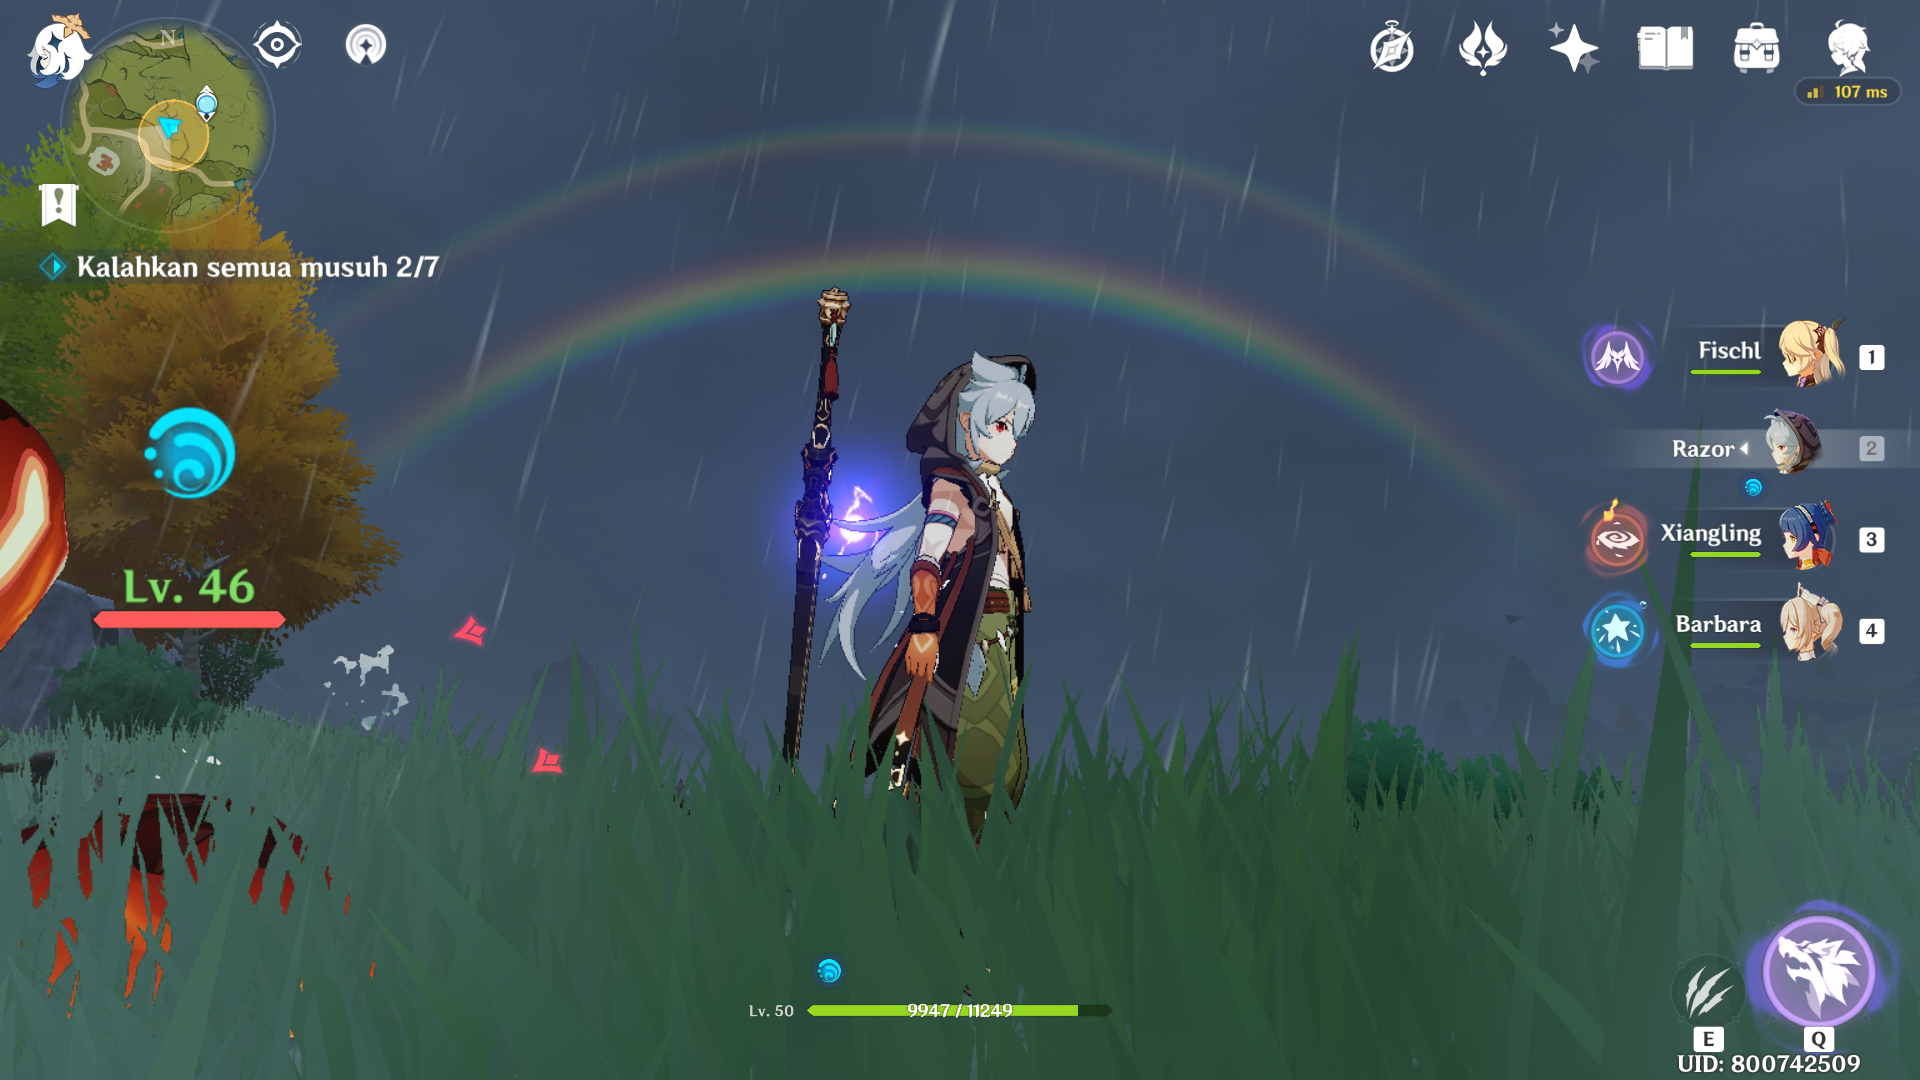 N
107 ms
Kalahkan semua musuh 2/7
Fischl 1
Razor 2
Xiangling 3
Barbara 4
Lv. 46
Lv. 50 9947 / 11249
E Q
UID: 800742509